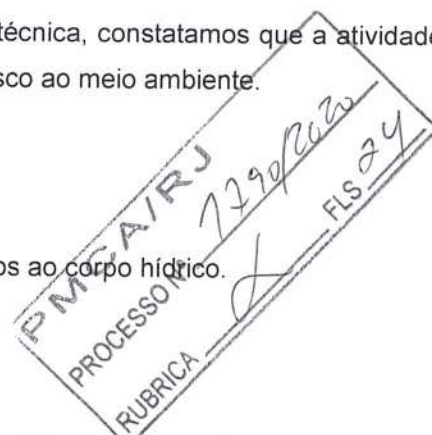 técnica, constatamos que a atividade
sco ao meio ambiente.
os ao corpo hídrico.
PMCA/RJ
PROCESSO Nº 1790/2020
RUBRICA FLS 24